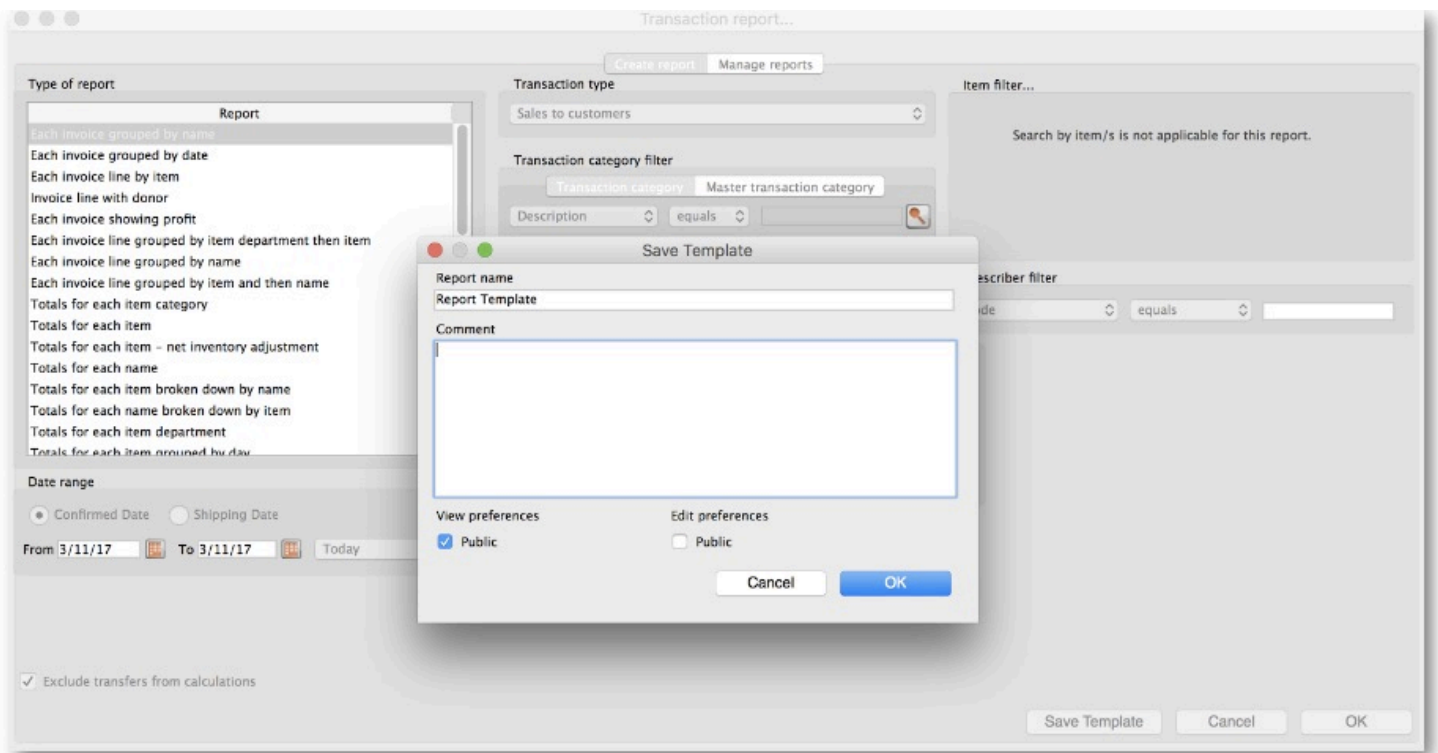 Transaction report...
Create report Manage reports
Type of report
Report
Each invoice grouped by name
Each invoice grouped by date
Each invoice line by item
Invoice line with donor
Each invoice showing profit
Each invoice line grouped by item department then item
Each invoice line grouped by name
Each invoice line grouped by item and then name
Totals for each item category
Totals for each item
Totals for each item – net inventory adjustment
Totals for each name
Totals for each item broken down by name
Totals for each name broken down by item
Totals for each item department
Totals for each item grouped by day
Transaction type
Sales to customers
Transaction category filter
Transaction category Master transaction category
Description equals
Item filter...
Search by item/s is not applicable for this report.
escriber filter
de equals
Save Template
Report name
Report Template
Comment
View preferences Edit preferences
Public Public
Cancel OK
Date range
Confirmed Date Shipping Date
From 3/11/17 To 3/11/17 Today
Exclude transfers from calculations
Save Template Cancel OK